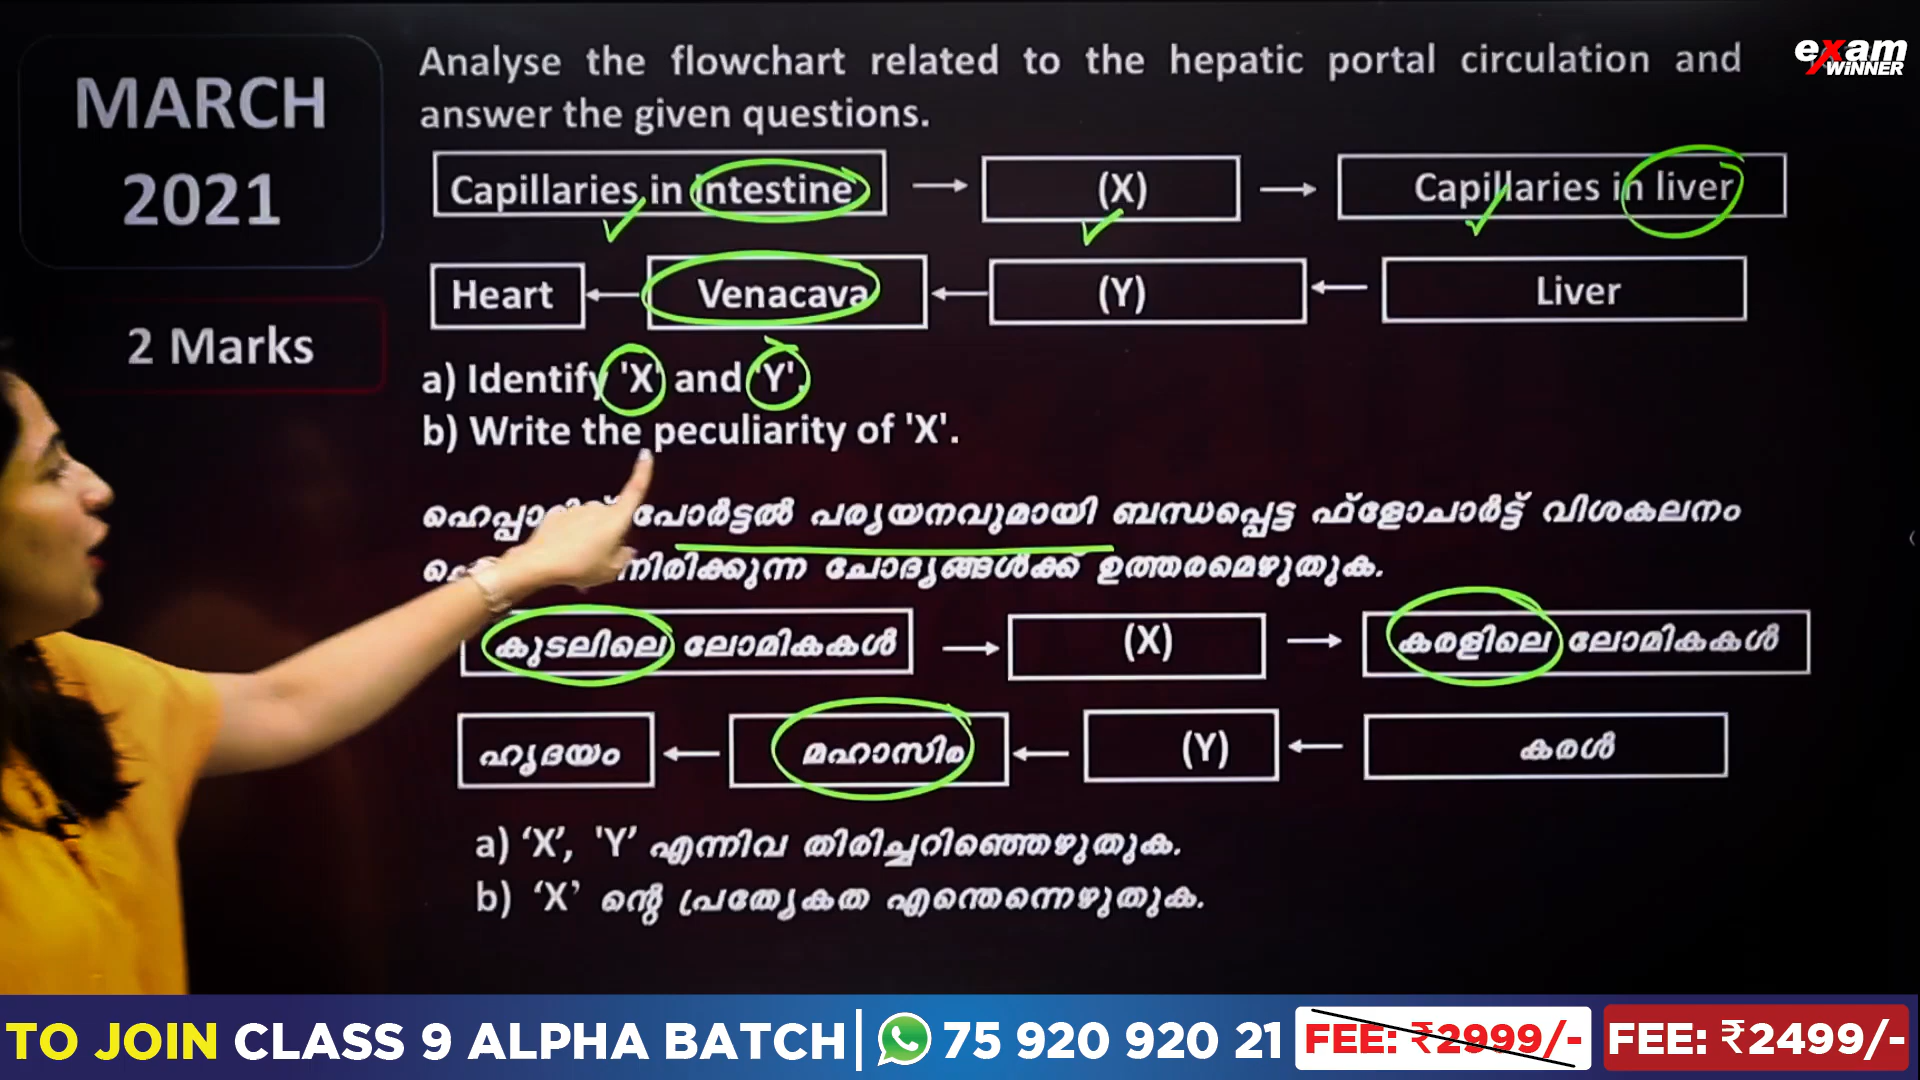 MARCH
2021
2 Marks
exam
WiNNER
Analyse the flowchart related to the hepatic portal circulation and
answer the given questions.
Capillaries in intestine → (X) → Capillaries in liver
Heart ← Venacava ← (Y) ← Liver
a) Identify 'X' and 'Y'.
b) Write the peculiarity of 'X'.
പോർട്ടൽ പര്യയനവുമായി ബന്ധപ്പെട്ട ഫ്ളോചാർട്ട് വിശകലനം
ചോദ്യങ്ങൾക്ക് ഉത്തരമെഴുതുക.
കുടലിലെ ലോമികകൾ → (X) → കരളിലെ ലോമികകൾ
ഹൃദയം ← മഹാസിര ← (Y) ← കരൾ
a) ‘X’, 'Y’ എന്നിവ തിരിച്ചറിഞ്ഞെഴുതുക.
b) ‘X’ ന്റെ പ്രത്യേകത എന്തെന്നെഴുതുക.
TO JOIN CLASS 9 ALPHA BATCH| 75 920 920 21 FEE: ₹2999/- FEE: ₹2499/-